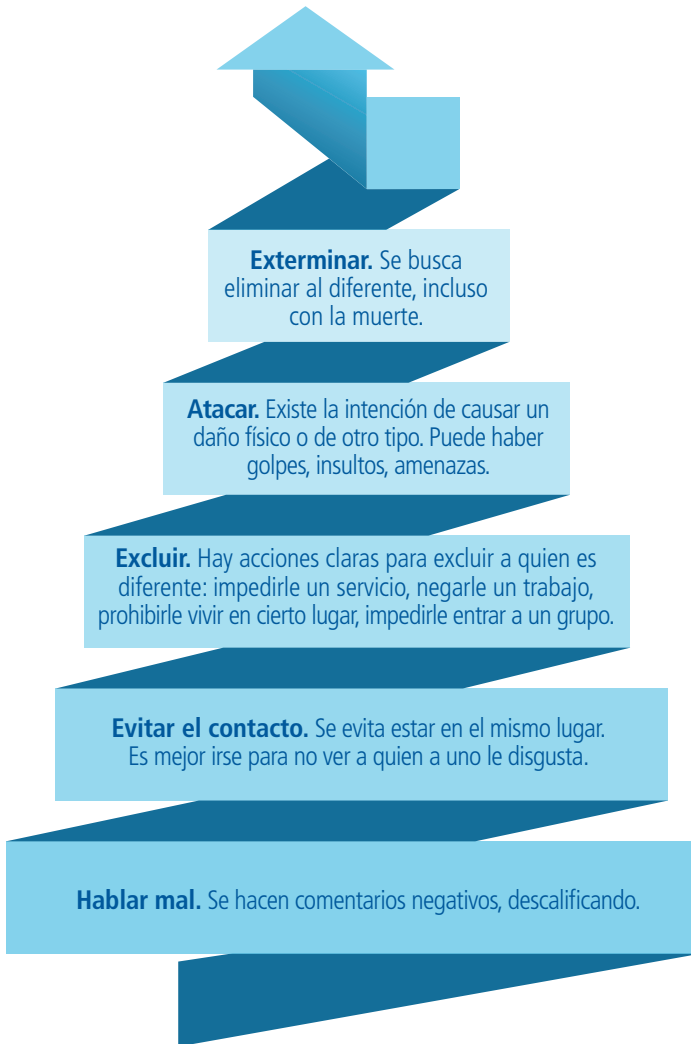 Exterminar. Se busca
eliminar al diferente, incluso
con la muerte.
Atacar. Existe la intención de causar un
daño físico o de otro tipo. Puede haber
golpes, insultos, amenazas.
Excluir. Hay acciones claras para excluir a quien es
diferente: impedirle un servicio, negarle un trabajo,
prohibirle vivir en cierto lugar, impedirle entrar a un grupo.
Evitar el contacto. Se evita estar en el mismo lugar.
Es mejor irse para no ver a quien a uno le disgusta.
Hablar mal. Se hacen comentarios negativos, descalificando.